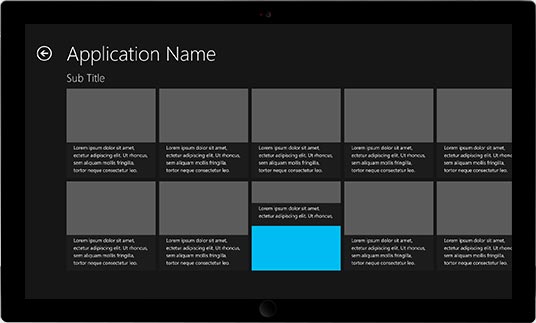 Application Name
Sub Title
Lorem ipsum dolor sit amet,
ectetur adipiscing elit. Ut rhoncus,
sem aliquam mollis fringilla,
tortor neque consectetur leo.
Lorem ipsum dolor sit amet,
ectetur adipiscing elit. Ut rhoncus,
sem aliquam mollis fringilla,
tortor neque consectetur leo.
Lorem ipsum dolor sit amet,
ectetur adipiscing elit. Ut rhoncus,
sem aliquam mollis fringilla,
tortor neque consectetur leo.
Lorem ipsum dolor sit amet,
ectetur adipiscing elit. Ut rhoncus,
sem aliquam mollis fringilla,
tortor neque consectetur leo.
Lorem ipsum dolor sit
ectetur adipiscing elit. Ut
sem aliquam mollis fringilla
tortor neque consectetur
Lorem ipsum dolor sit amet,
ectetur adipiscing elit. Ut rhoncus,
sem aliquam mollis fringilla,
tortor neque consectetur leo.
Lorem ipsum dolor sit amet,
ectetur adipiscing elit. Ut rhoncus,
sem aliquam mollis fringilla,
tortor neque consectetur leo.
Lorem ipsum dolor sit amet,
ectetur adipiscing elit. Ut rhoncus,
Lorem ipsum dolor sit amet,
ectetur adipiscing elit. Ut rhoncus,
sem aliquam mollis fringilla,
tortor neque consectetur leo.
Lorem ipsum dolor sit
ectetur adipiscing elit. Ut
sem aliquam mollis fringilla
tortor neque consectetur